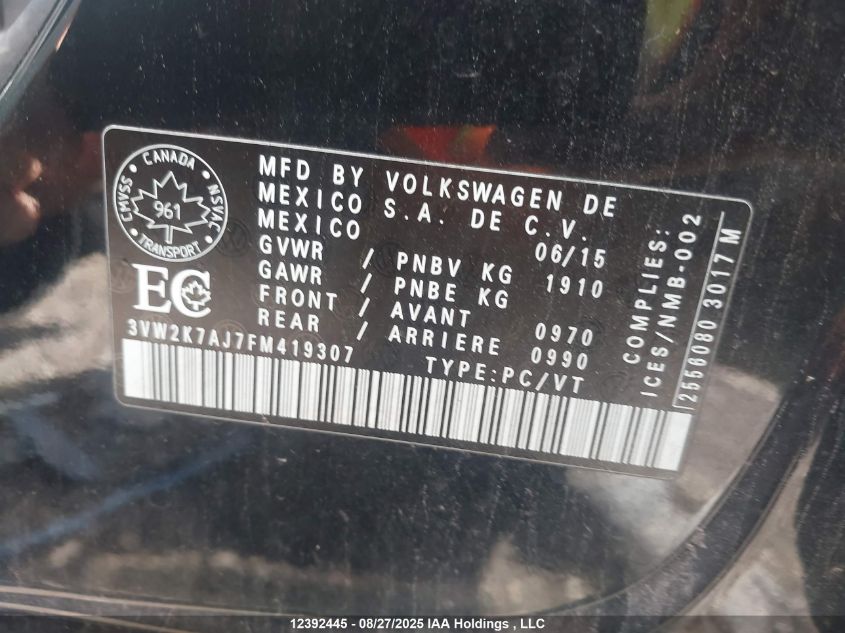 CANADA
CMVSS
NSVAC
961
TRANSPORT
EC
MFD BY VOLKSWAGEN DE
MEXICO S.A. DE C.V.
MEXICO 06/15
GVWR / PNBV KG 1910
GAWR / PNBE KG
FRONT / AVANT 0970
REAR / ARRIERE 0990
3VW2K7AJ7FM419307
TYPE:PC/VT
COMPLIES:
ICES/NMB-002
2556080 3017M
12392445 - 08/27/2025 IAA Holdings , LLC